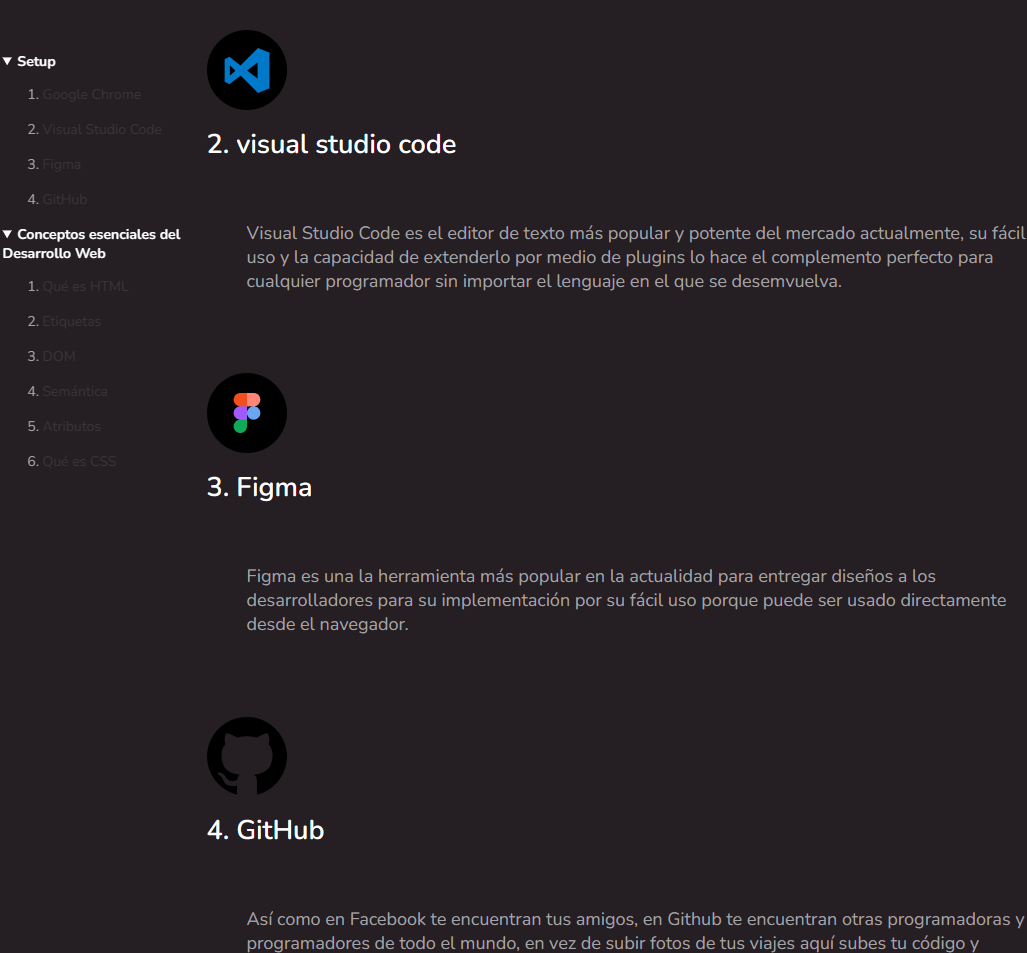 Setup
1. Google Chrome
2. Visual Studio Code
3. Figma
4. GitHub
Conceptos esenciales del
Desarrollo Web
1. Qué es HTML
2. Etiquetas
3. DOM
4. Semántica
5. Atributos
6. Qué es CSS
2. visual studio code
Visual Studio Code es el editor de texto más popular y potente del mercado actualmente, su fácil
uso y la capacidad de extenderlo por medio de plugins lo hace el complemento perfecto para
cualquier programador sin importar el lenguaje en el que se desemvuelva.
3. Figma
Figma es una la herramienta más popular en la actualidad para entregar diseños a los
desarrolladores para su implementación por su fácil uso porque puede ser usado directamente
desde el navegador.
4. GitHub
Así como en Facebook te encuentran tus amigos, en Github te encuentran otras programadoras y
programadores de todo el mundo, en vez de subir fotos de tus viajes aquí subes tu código y